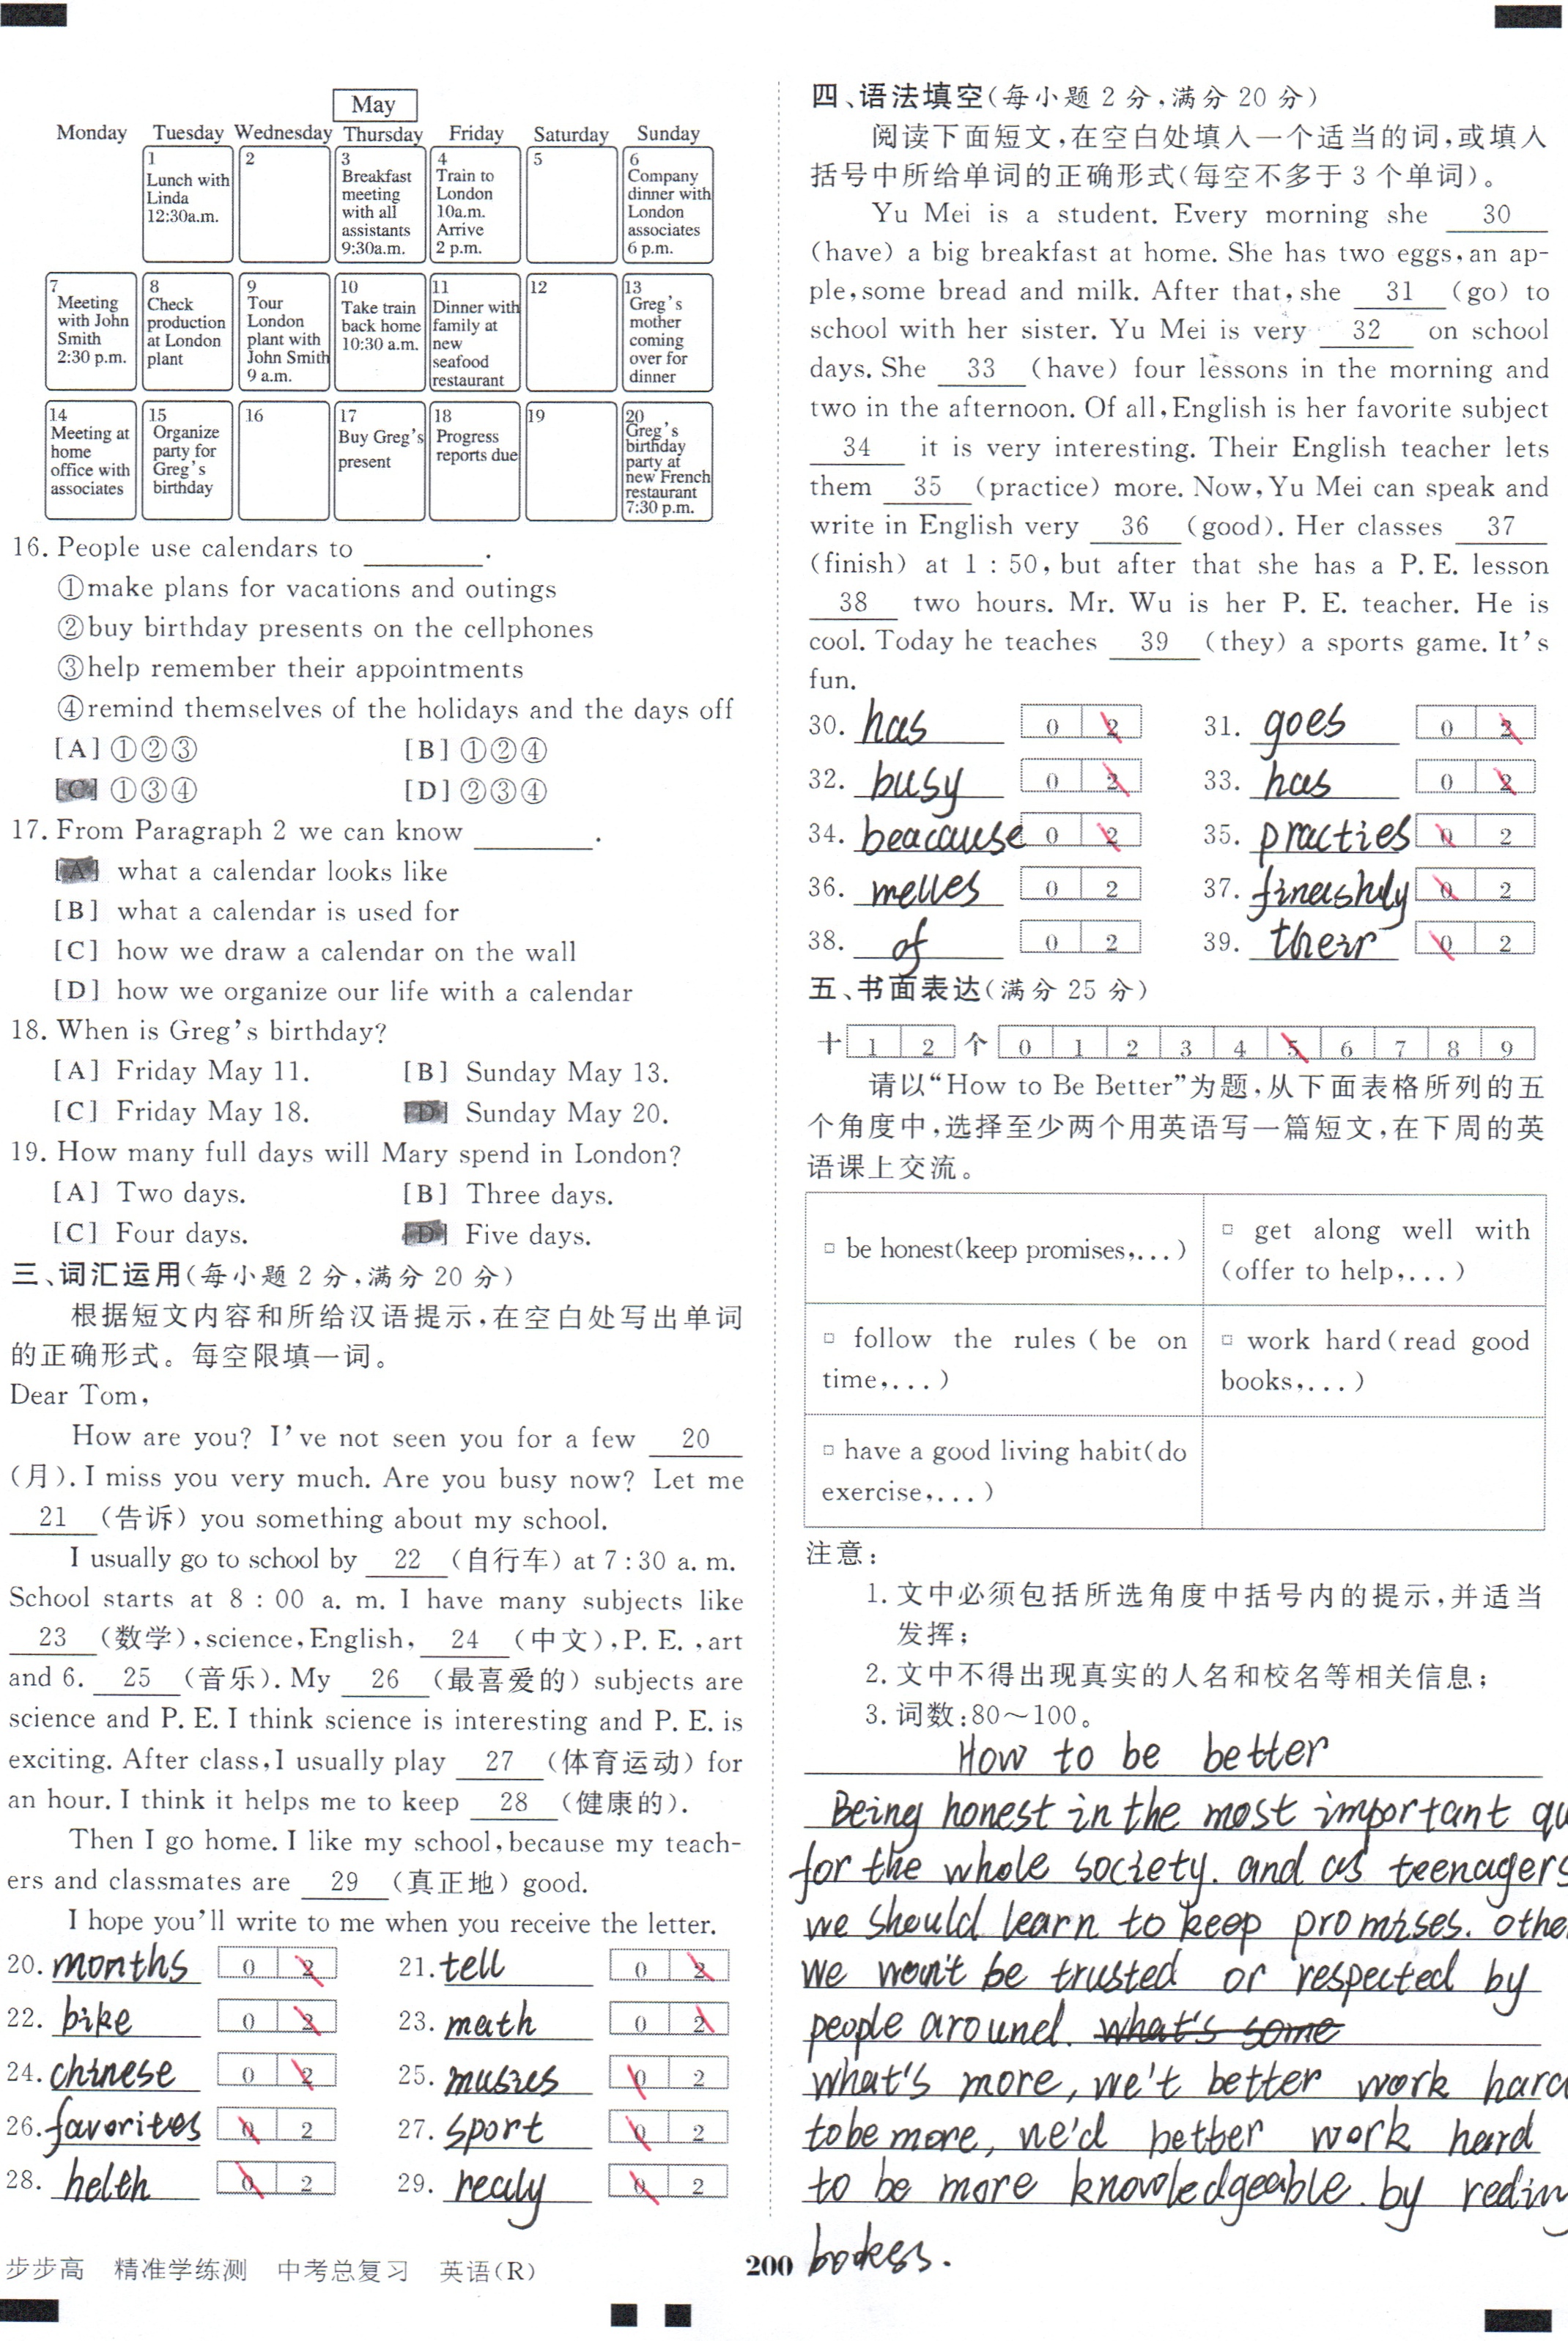 May
Monday Tuesday Wednesday Thursday Friday Saturday Sunday
1
Lunch with
Linda
12:30a.m.
2
3
Breakfast
meeting
with all
assistants
9:30a.m.
4
Train to
London
10a.m.
Arrive
2 p.m.
5
6
Company
dinner with
London
associates
6 p.m.
7
Meeting
with John
Smith
2:30 p.m.
8
Check
production
at London
plant
9
Tour
London
plant with
John Smith
9 a.m.
10
Take train
back home
10:30 a.m.
11
Dinner with
family at
new
seafood
restaurant
12
13
Greg's
mother
coming
over for
dinner
14
Meeting at
home
office with
associates
15
Organize
party for
Greg's
birthday
16
17
Buy Greg's
present
18
Progress
reports due
19
20
Greg's
birthday
party at
new French
restaurant
7:30 p.m.
16. People use calendars to ________.
①make plans for vacations and outings
②buy birthday presents on the cellphones
③help remember their appointments
④remind themselves of the holidays and the days off
[A] ①②③ [B] ①②④
[C] ①③④ [D] ②③④
17. From Paragraph 2 we can know ________.
[A] what a calendar looks like
[B] what a calendar is used for
[C] how we draw a calendar on the wall
[D] how we organize our life with a calendar
18. When is Greg's birthday?
[A] Friday May 11. [B] Sunday May 13.
[C] Friday May 18. [D] Sunday May 20.
19. How many full days will Mary spend in London?
[A] Two days. [B] Three days.
[C] Four days. [D] Five days.
三、词汇运用(每小题 2 分,满分 20 分)
根据短文内容和所给汉语提示,在空白处写出单词
的正确形式。每空限填一词。
Dear Tom,
How are you? I've not seen you for a few 20
(月). I miss you very much. Are you busy now? Let me
21 (告诉) you something about my school.
I usually go to school by 22 (自行车) at 7:30 a. m.
School starts at 8 : 00 a. m. I have many subjects like
23 (数学),science,English, 24 (中文),P. E. ,art
and 6. 25 (音乐). My 26 (最喜爱的) subjects are
science and P. E. I think science is interesting and P. E. is
exciting. After class,I usually play 27 (体育运动) for
an hour. I think it helps me to keep 28 (健康的).
Then I go home. I like my school,because my teach-
ers and classmates are 29 (真正地) good.
I hope you'll write to me when you receive the letter.
20. months 0 2 21. tell 0 2
22. bike 0 2 23. math 0 2
24. chinese 0 2 25. musics 0 2
26. favorites 0 2 27. sport 0 2
28. helth 0 2 29. realy 0 2
步步高 精准学练测 中考总复习 英语(R)
200
四、语法填空(每小题 2 分,满分 20 分)
阅读下面短文,在空白处填入一个适当的词,或填入
括号中所给单词的正确形式(每空不多于 3 个单词)。
Yu Mei is a student. Every morning she 30
(have) a big breakfast at home. She has two eggs,an ap-
ple,some bread and milk. After that,she 31 (go) to
school with her sister. Yu Mei is very 32 on school
days. She 33 (have) four lessons in the morning and
two in the afternoon. Of all,English is her favorite subject
34 it is very interesting. Their English teacher lets
them 35 (practice) more. Now,Yu Mei can speak and
write in English very 36 (good). Her classes 37
(finish) at 1 : 50,but after that she has a P. E. lesson
38 two hours. Mr. Wu is her P. E. teacher. He is
cool. Today he teaches 39 (they) a sports game. It's
fun.
30. has 0 2 31. goes 0 2
32. busy 0 2 33. has 0 2
34. beacause 0 2 35. practies 0 2
36. 0 2 37. 0 2
38. of 0 2 39. their 0 2
五、书面表达(满分 25 分)
十 1 2 个 0 1 2 3 4 5 6 7 8 9
请以“How to Be Better”为题,从下面表格所列的五
个角度中,选择至少两个用英语写一篇短文,在下周的英
语课上交流。
□ be honest(keep promises,...)
□ get along well with
(offer to help,...)
□ follow the rules (be on
time,...)
□ work hard(read good
books,...)
□ have a good living habit(do
exercise,...)
注意:
1. 文中必须包括所选角度中括号内的提示,并适当
发挥;
2. 文中不得出现真实的人名和校名等相关信息;
3. 词数:80~100。
How to be better
Being honest in the most important qu
for the whole society. and as teenagers
we should learn to keep promises. othe
we won't be trusted or respected by
people around. what's some
what's more, we't better work hard
to be more, we'd better work hard
to be more knowledgeable. by redin